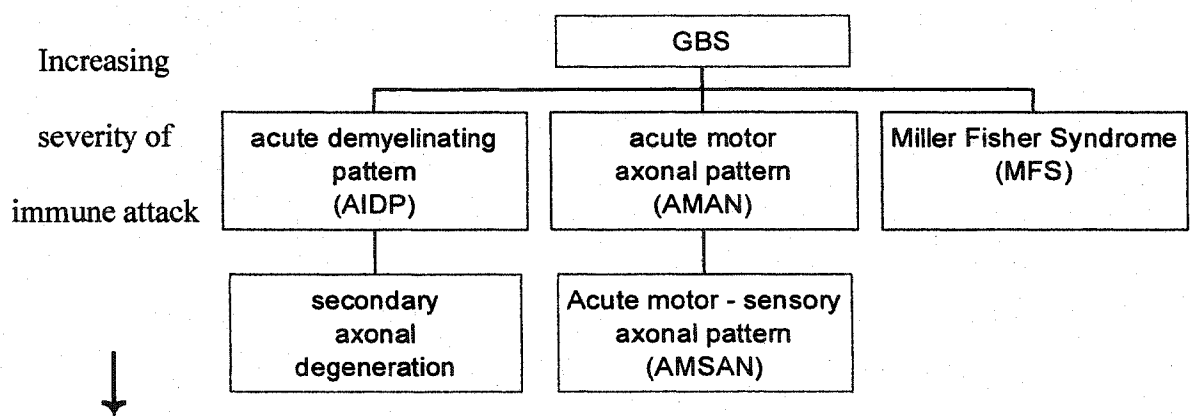 Increasing
severity of
immune attack
GBS
acute demyelinating
pattern
(AIDP)
acute motor
axonal pattern
(AMAN)
Miller Fisher Syndrome
(MFS)
secondary
axonal
degeneration
Acute motor - sensory
axonal pattern
(AMSAN)